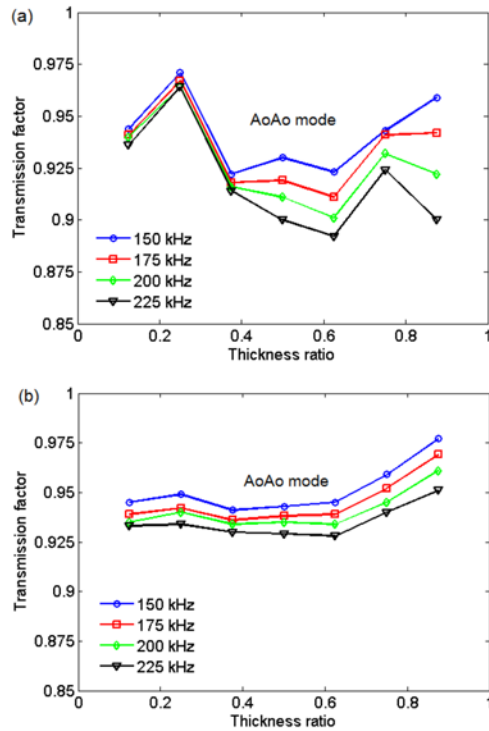 (a)
1
0.975
0.95
0.925
0.9
0.875
0.85
Transmission factor
AoAo mode
150 kHz
175 kHz
200 kHz
225 kHz
0 0.2 0.4 0.6 0.8 1
Thickness ratio
(b)
1
0.975
0.95
0.925
0.9
0.875
0.85
Transmission factor
AoAo mode
150 kHz
175 kHz
200 kHz
225 kHz
0 0.2 0.4 0.6 0.8 1
Thickness ratio